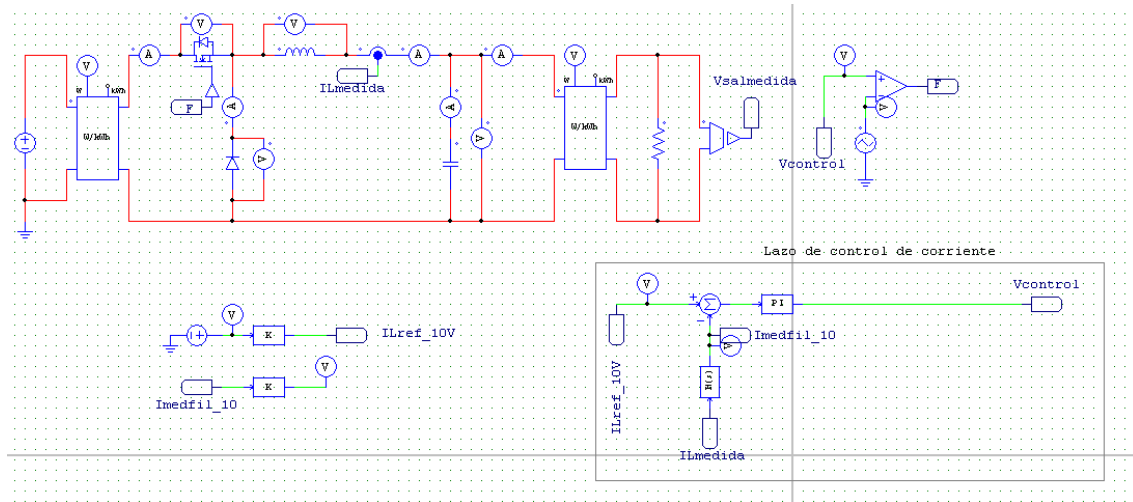 V
V
V
A
A
A
W
kWh
W/kWh
F
A
ILmedida
A
V
V
V
W
kWh
W/kWh
Vsalmedida
V
F
V
Vcontrol
Lazo de control de corriente
V
K
ILref_10V
V
K
Imedfil_10
V
ILref_10V
Σ
PI
Vcontrol
Imedfil_10
V
H(s)
ILmedida